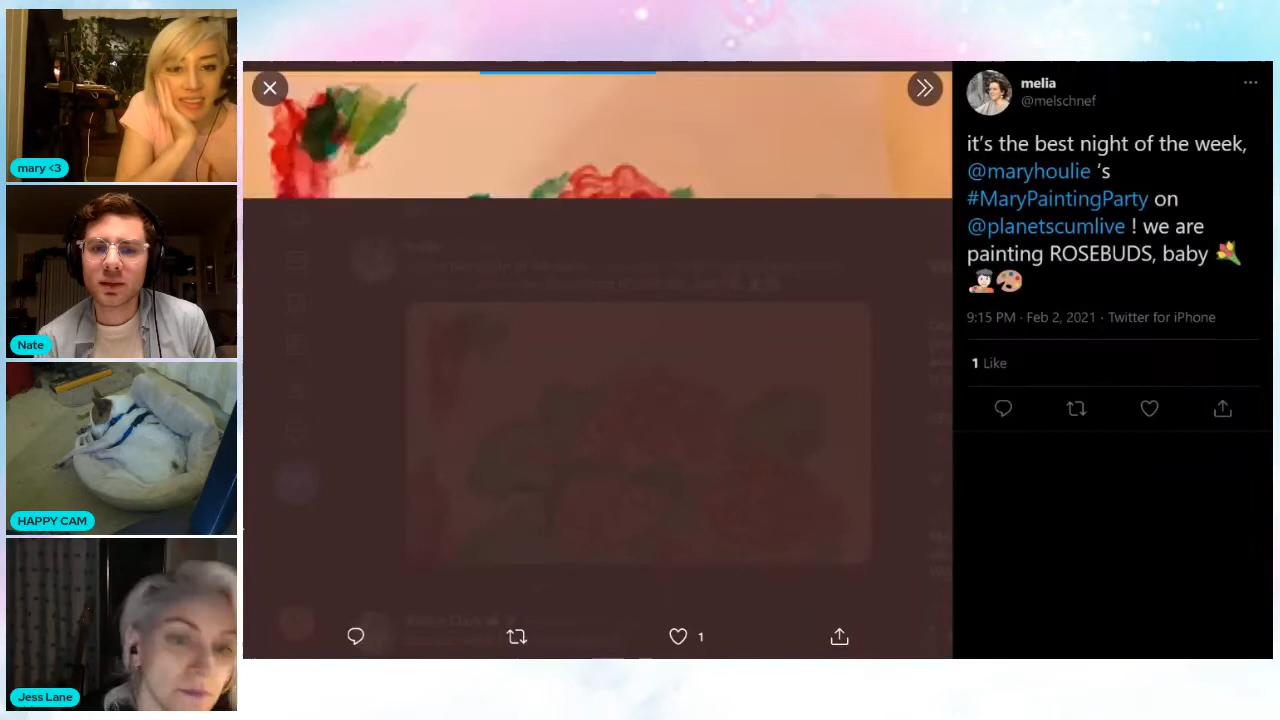 mary <3
Nate
HAPPY CAM
Jess Lane
1
melia
@melschnef
it's the best night of the week,
@maryhoulie 's
#MaryPaintingParty on
@planetscumlive ! we are
painting ROSEBUDS, baby 💐
🧑🏻‍🎨🎨
9:15 PM · Feb 2, 2021 · Twitter for iPhone
1 Like